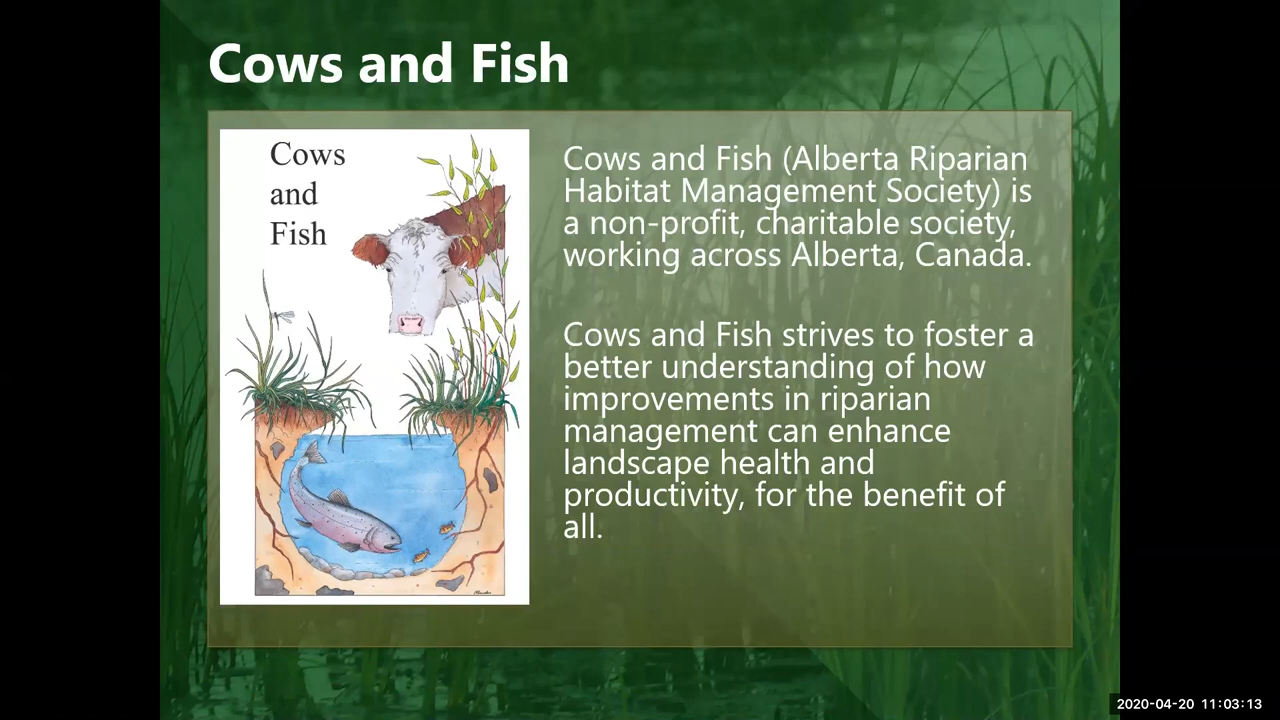 Cows and Fish
Cows
and
Fish
Cows and Fish (Alberta Riparian
Habitat Management Society) is
a non-profit, charitable society,
working across Alberta, Canada.
Cows and Fish strives to foster a
better understanding of how
improvements in riparian
management can enhance
landscape health and
productivity, for the benefit of
all.
2020-04-20 11:03:13